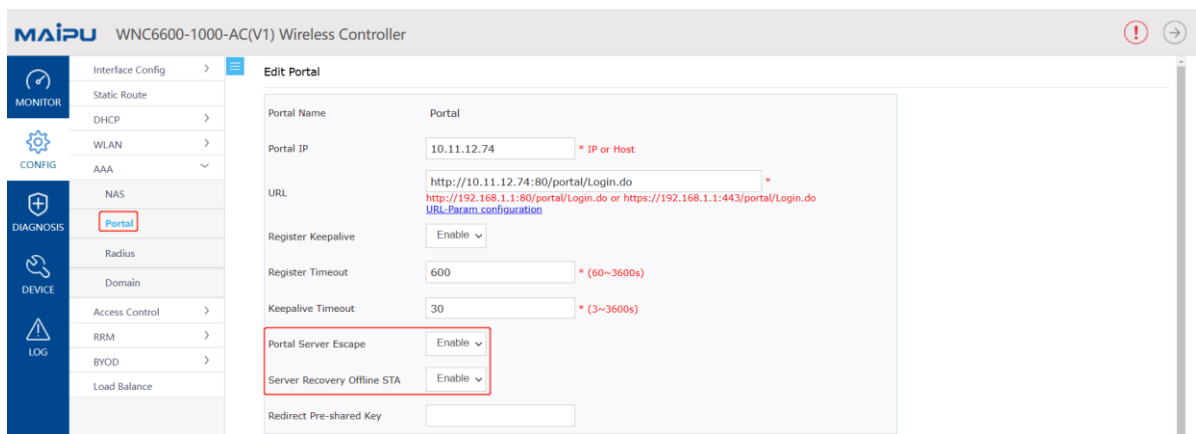 MAIPU WNC6600-1000-AC(V1) Wireless Controller
MONITOR
CONFIG
DIAGNOSIS
DEVICE
LOG
Interface Config
Static Route
DHCP
WLAN
AAA
NAS
Portal
Radius
Domain
Access Control
RRM
BYOD
Load Balance
Edit Portal
Portal Name Portal
Portal IP 10.11.12.74 * IP or Host
URL http://10.11.12.74:80/portal/Login.do *
http://192.168.1.1:80/portal/Login.do or https://192.168.1.1:443/portal/Login.do
URL-Param configuration
Register Keepalive Enable
Register Timeout 600 * (60~3600s)
Keepalive Timeout 30 * (3~3600s)
Portal Server Escape Enable
Server Recovery Offline STA Enable
Redirect Pre-shared Key